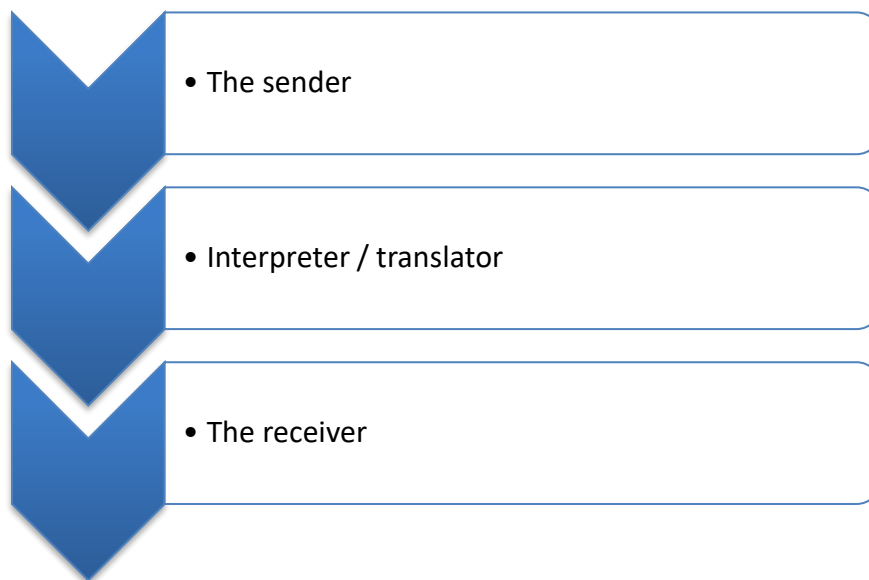 • The sender
• Interpreter / translator
• The receiver